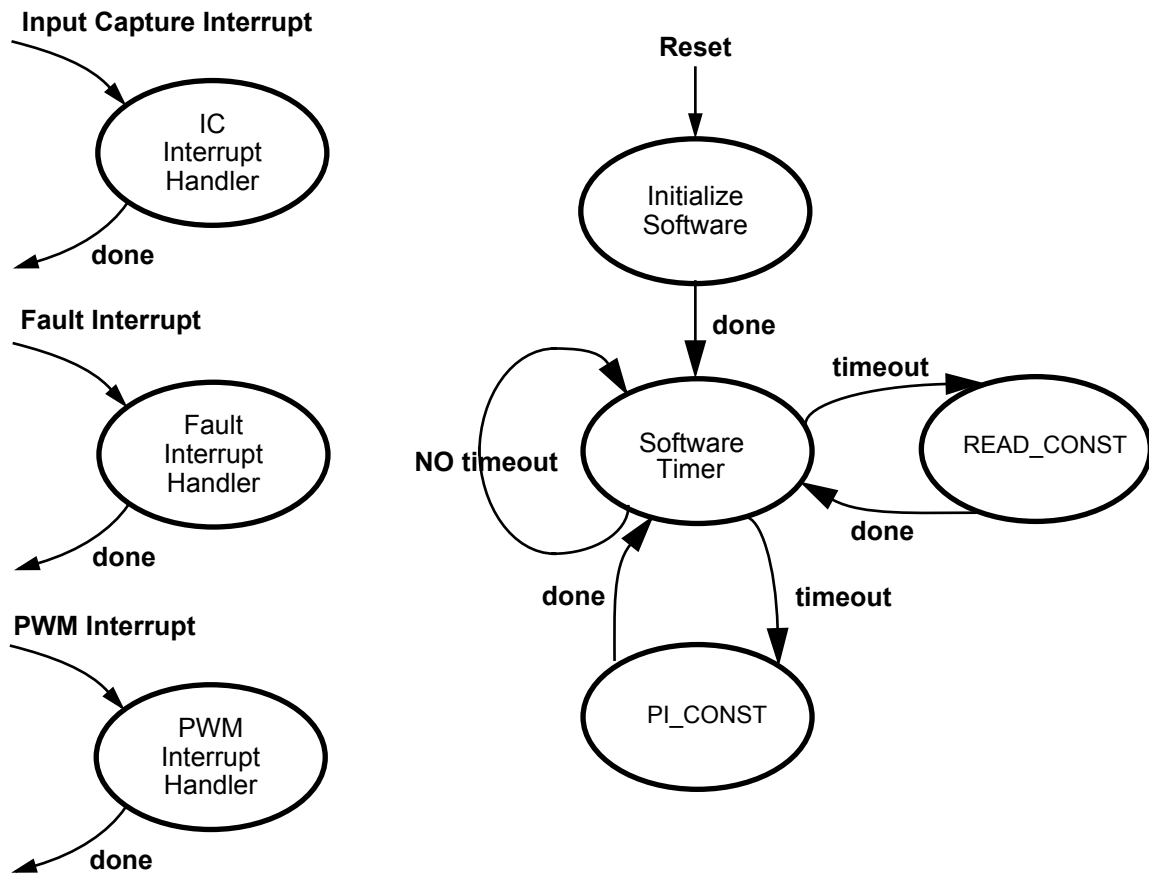 Input Capture Interrupt
IC
Interrupt
Handler
done
Fault Interrupt
Fault
Interrupt
Handler
done
PWM Interrupt
PWM
Interrupt
Handler
done
Reset
Initialize
Software
done
timeout
Software
Timer
READ_CONST
NO timeout
done
done
timeout
PI_CONST